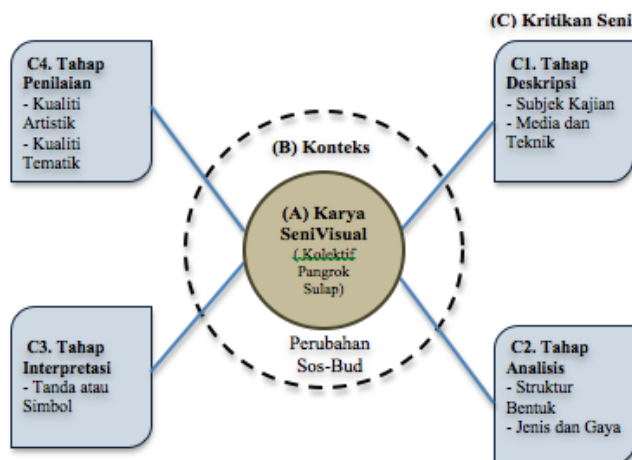 (C) Kritikan Seni
C4. Tahap
Penilaian
- Kualiti
Artistik
- Kualiti
Tematik
C1. Tahap
Deskripsi
- Subjek Kajian
- Media dan
Teknik
(B) Konteks
(A) Karya
SeniVisual
( Kolektif
Pangrok
Sulap)
Perubahan
Sos-Bud
C3. Tahap
Interpretasi
- Tanda atau
Simbol
C2. Tahap
Analisis
- Struktur
Bentuk
- Jenis dan Gaya